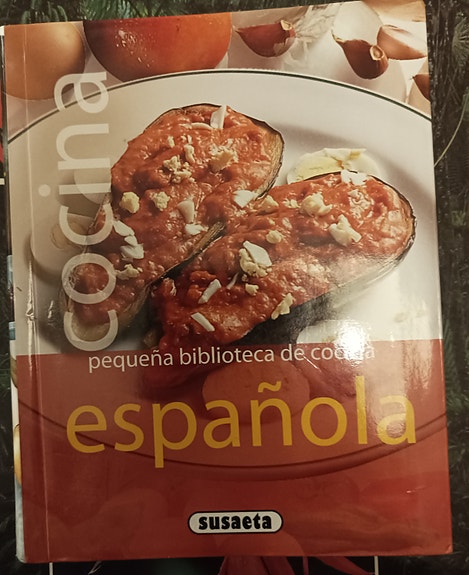 cocina
pequeña biblioteca de cocina
española
susaeta